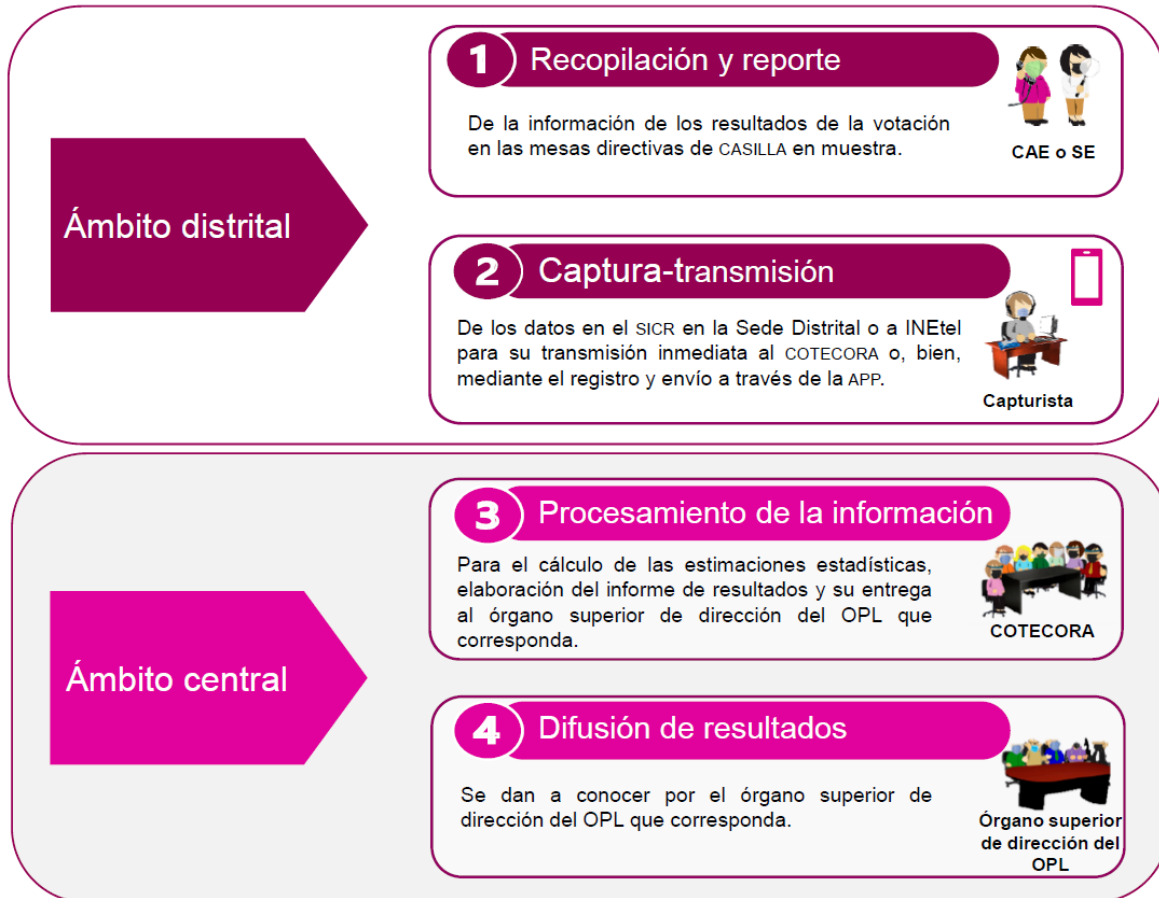 Ámbito distrital
1 Recopilación y reporte
De la información de los resultados de la votación
en las mesas directivas de CASILLA en muestra.
CAE o SE
2 Captura-transmisión
De los datos en el SICR en la Sede Distrital o a INEtel
para su transmisión inmediata al COTECORA o, bien,
mediante el registro y envío a través de la APP.
Capturista
Ámbito central
3 Procesamiento de la información
Para el cálculo de las estimaciones estadísticas,
elaboración del informe de resultados y su entrega
al órgano superior de dirección del OPL que
corresponda.
COTECORA
4 Difusión de resultados
Se dan a conocer por el órgano superior de
dirección del OPL que corresponda.
Órgano superior
de dirección del
OPL